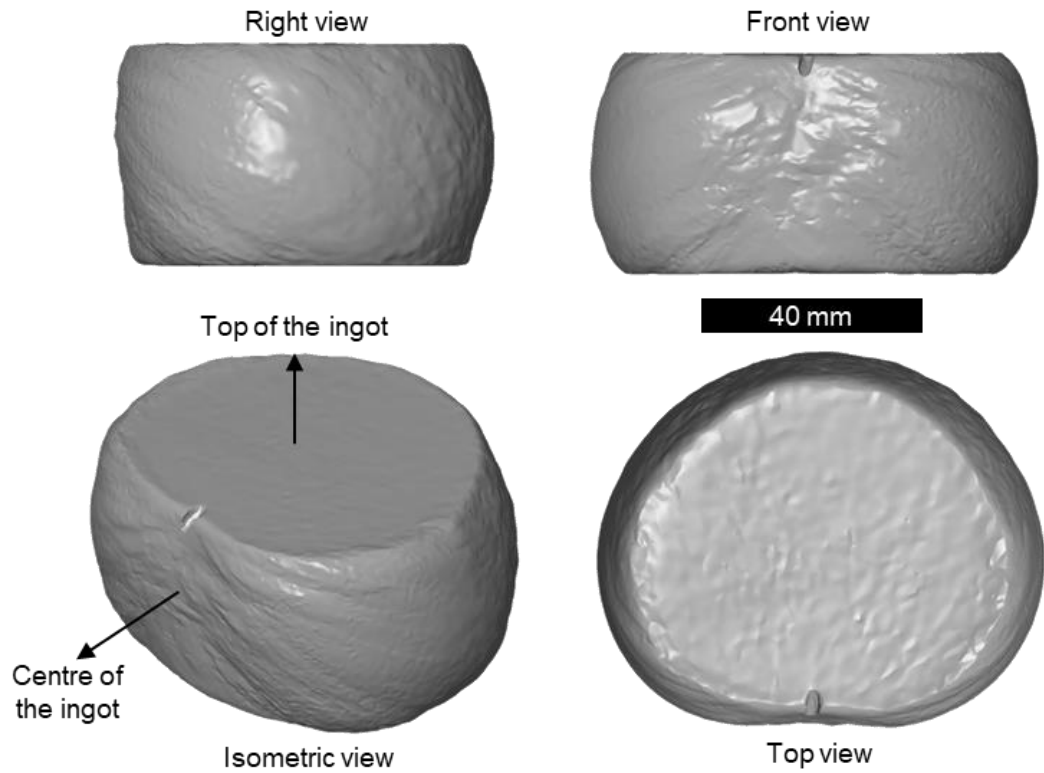 Right view
Front view
40 mm
Top of the ingot
Centre of
the ingot
Isometric view
Top view